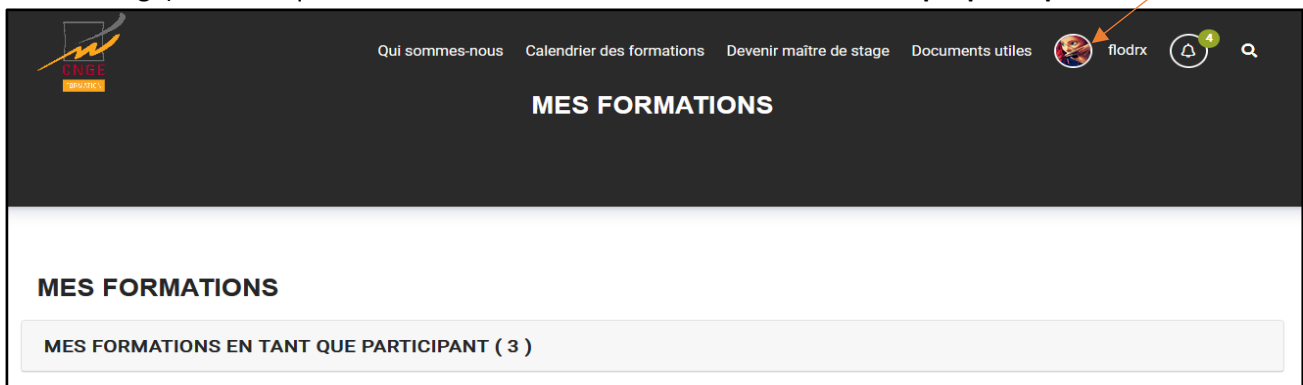 CNGE
FORMATION
Qui sommes-nous Calendrier des formations Devenir maître de stage Documents utiles flodrx 4
MES FORMATIONS
MES FORMATIONS
MES FORMATIONS EN TANT QUE PARTICIPANT ( 3 )